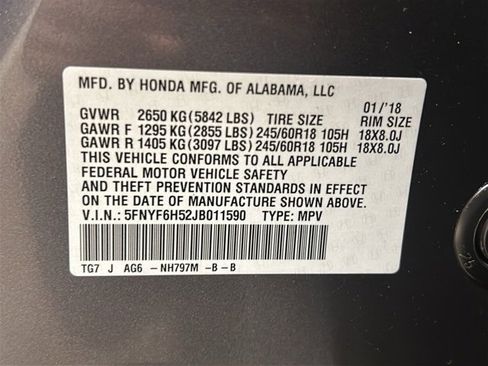 MFD. BY HONDA MFG. OF ALABAMA, LLC
01/'18
GVWR 2650 KG (5842 LBS) TIRE SIZE RIM SIZE
GAWR F 1295 KG (2855 LBS) 245/60R18 105H 18X8.0J
GAWR R 1405 KG (3097 LBS) 245/60R18 105H 18X8.0J
THIS VEHICLE CONFORMS TO ALL APPLICABLE
FEDERAL MOTOR VEHICLE SAFETY
AND THEFT PREVENTION STANDARDS IN EFFECT
ON THE DATE OF MANUFACTURE SHOWN ABOVE.
V.I.N.: 5FNYF6H52JB011590 TYPE: MPV
TG7 J AG6 -NH797M -B-B